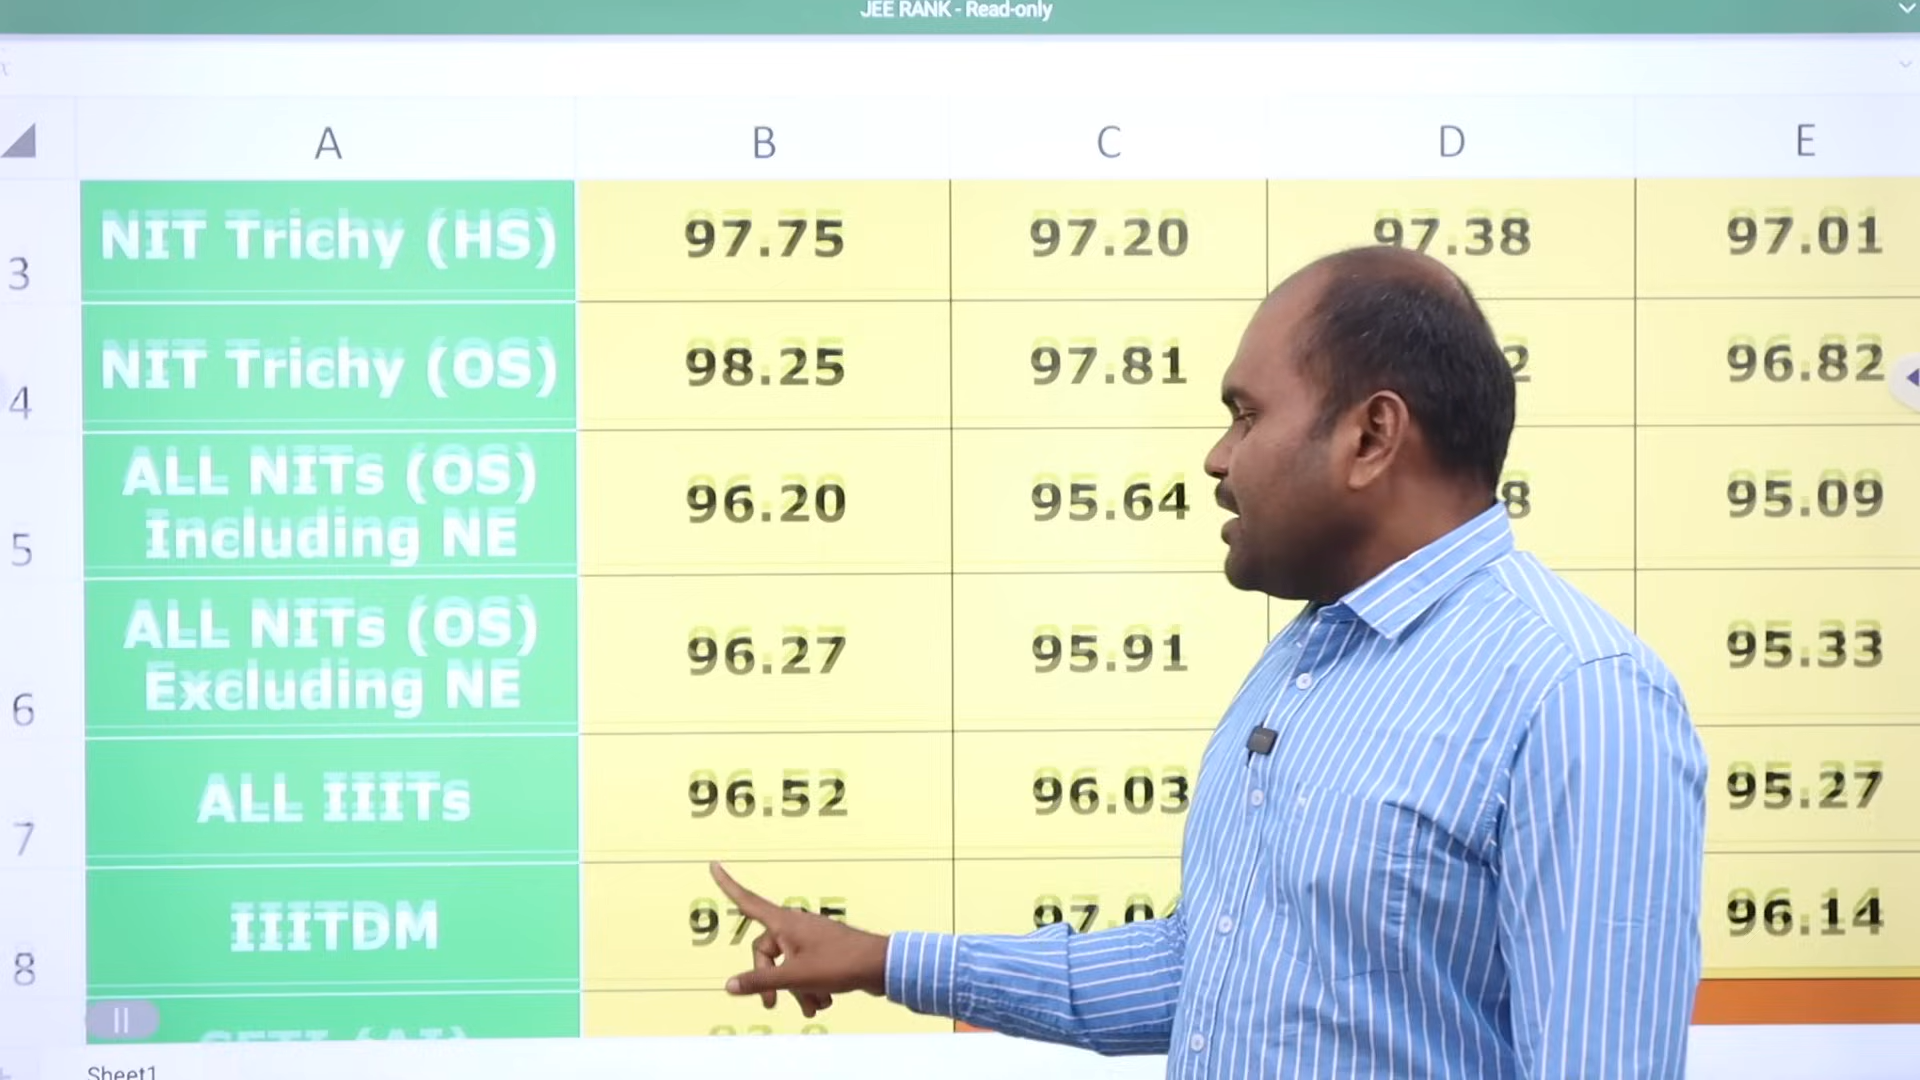 JEE RANK - Read-only
A B C D E
3 NIT Trichy (HS) 97.75 97.20 97.38 97.01
4 NIT Trichy (OS) 98.25 97.81 96.82
5 ALL NITs (OS)
Including NE 96.20 95.64 95.09
6 ALL NITs (OS)
Excluding NE 96.27 95.91 95.33
7 ALL IIITs 96.52 96.03 95.27
8 IIITDM 96.14
Sheet1